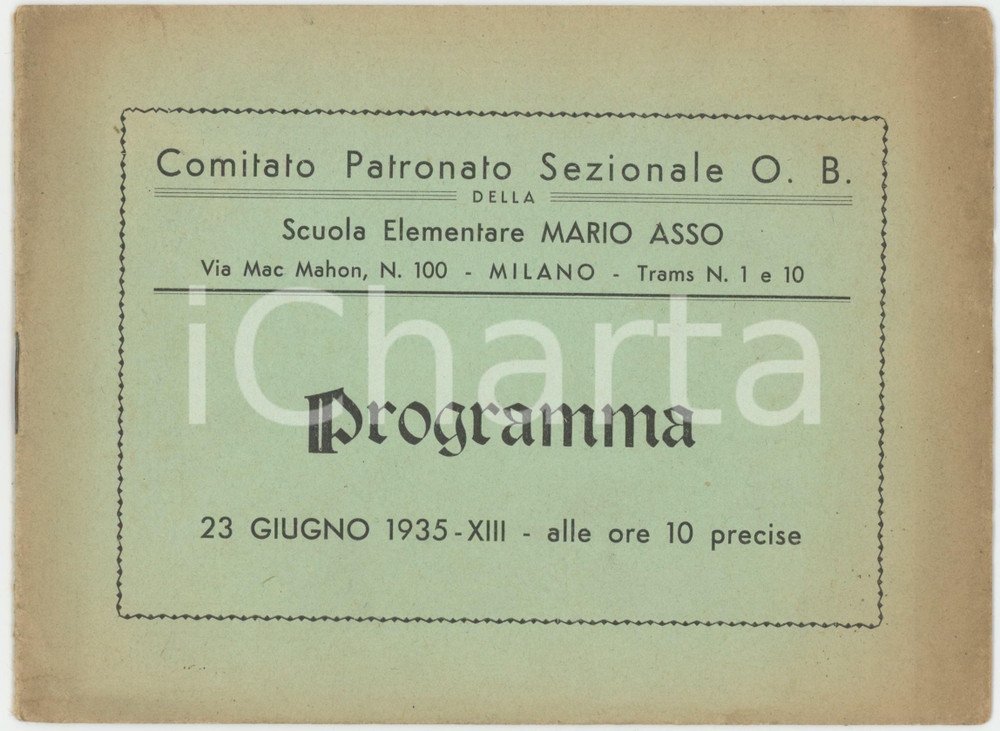 Comitato Patronato Sezionale O. B.
DELLA
Scuola Elementare MARIO ASSO
Via Mac Mahon, N. 100 - MILANO - Trams N. 1 e 10
iCharta
Programma
23 GIUGNO 1935-XIII - alle ore 10 precise